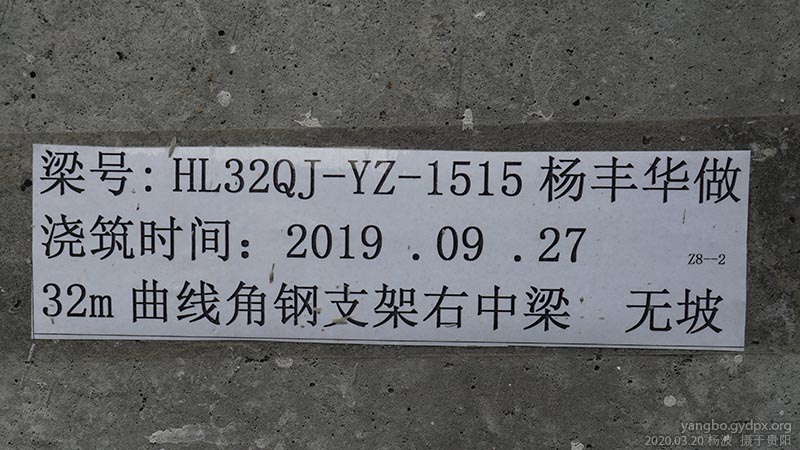 梁号: HL32QJ-YZ-1515 杨丰华做
浇筑时间: 2019 .09 .27 Z8--2
32m 曲线角钢支架右中梁 无坡
yangbo.gydpx.org
2020.03.20 杨波 摄于贵阳